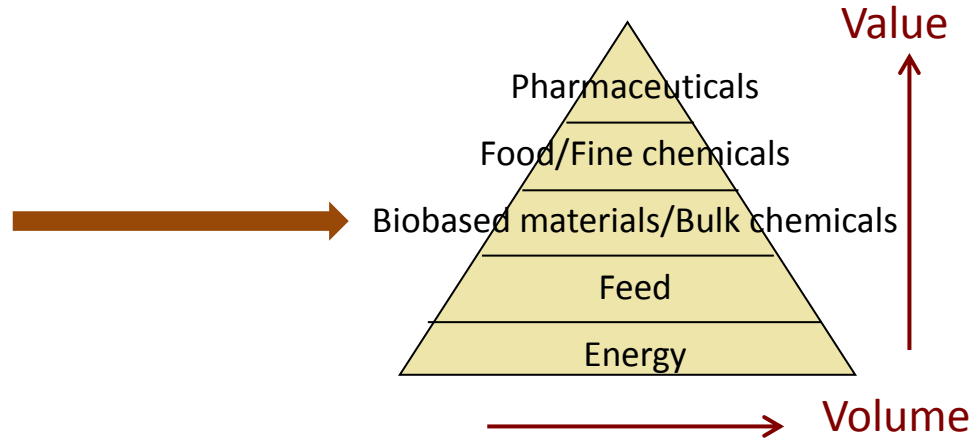 Value
Pharmaceuticals
Food/Fine chemicals
Biobased materials/Bulk chemicals
Feed
Energy
Volume